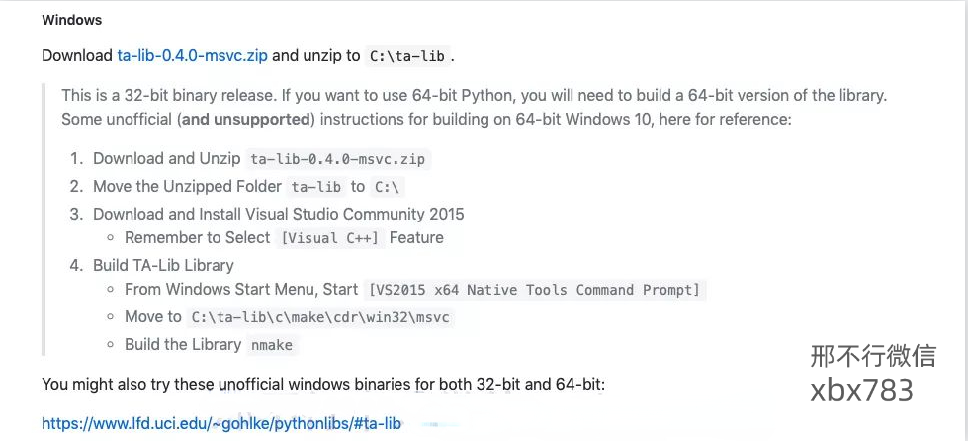 Windows
Download ta-lib-0.4.0-msvc.zip and unzip to C:\ta-lib .
This is a 32-bit binary release. If you want to use 64-bit Python, you will need to build a 64-bit version of the library.
Some unofficial (and unsupported) instructions for building on 64-bit Windows 10, here for reference:
1. Download and Unzip ta-lib-0.4.0-msvc.zip
2. Move the Unzipped Folder ta-lib to C:\
3. Download and Install Visual Studio Community 2015
◦ Remember to Select [Visual C++] Feature
4. Build TA-Lib Library
◦ From Windows Start Menu, Start [VS2015 x64 Native Tools Command Prompt]
◦ Move to C:\ta-lib\c\make\cdr\win32\msvc
◦ Build the Library nmake
邢不行微信
xbx783
You might also try these unofficial windows binaries for both 32-bit and 64-bit:
https://www.lfd.uci.edu/~gohlke/pythonlibs/#ta-lib